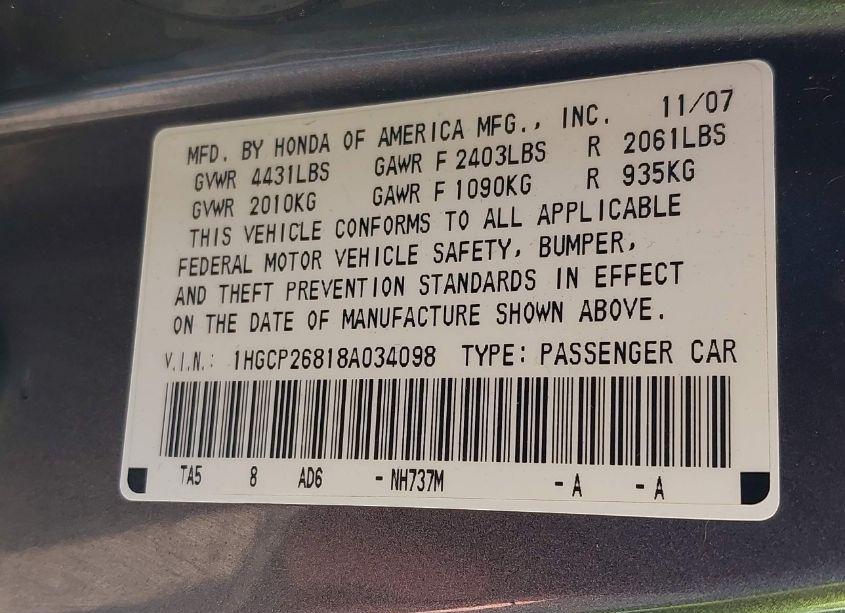 MFD. BY HONDA OF AMERICA MFG., INC. 11/07
GVWR 4431LBS GAWR F 2403LBS R 2061LBS
GVWR 2010KG GAWR F 1090KG R 935KG
THIS VEHICLE CONFORMS TO ALL APPLICABLE
FEDERAL MOTOR VEHICLE SAFETY, BUMPER,
AND THEFT PREVENTION STANDARDS IN EFFECT
ON THE DATE OF MANUFACTURE SHOWN ABOVE.
V.I.N.: 1HGCP26818A034098 TYPE: PASSENGER CAR
TA5 8 AD6 - NH737M - A - A